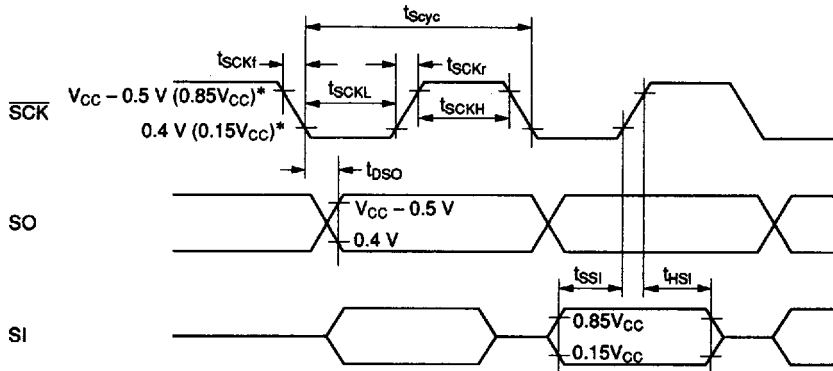 tScyc
tSCKf
tSCKr
VCC – 0.5 V (0.85VCC)*
tSCKL
SCK
tSCKH
0.4 V (0.15VCC)*
tDSO
SO
VCC – 0.5 V
0.4 V
tSSI
tHSI
SI
0.85VCC
0.15VCC